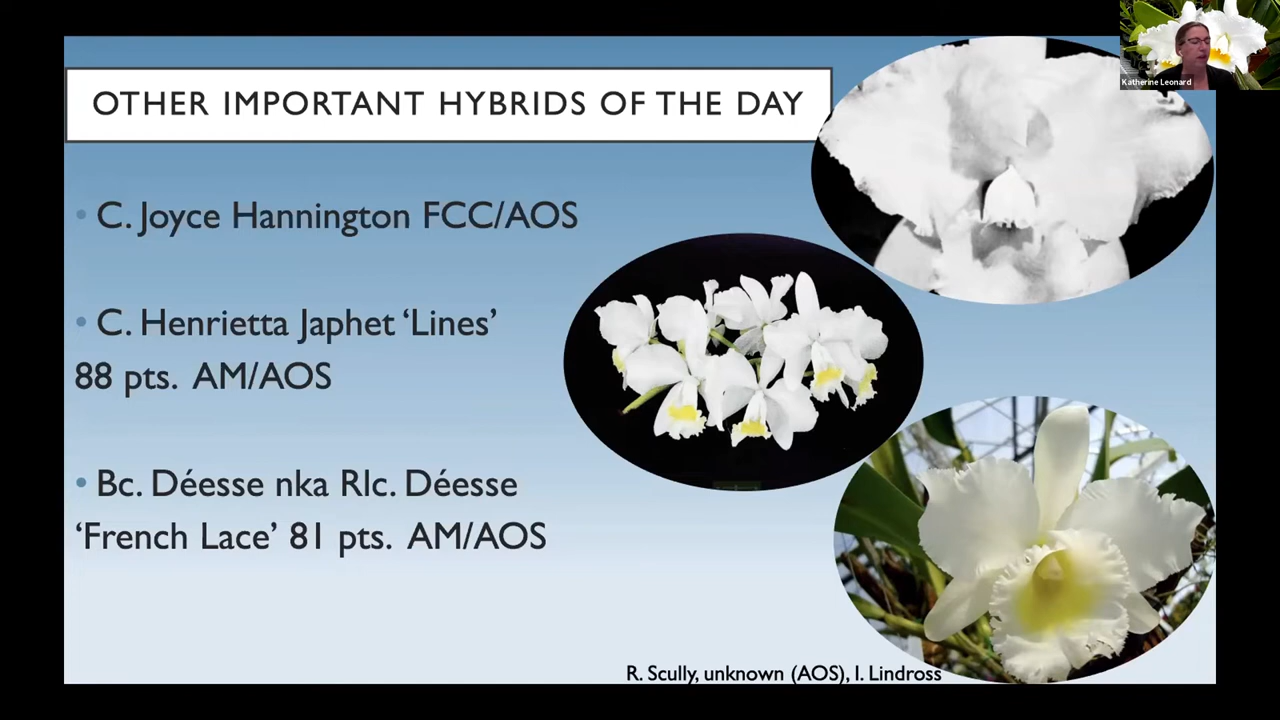 Katherine Leonard
OTHER IMPORTANT HYBRIDS OF THE DAY
• C. Joyce Hannington FCC/AOS
• C. Henrietta Japhet ‘Lines’
88 pts. AM/AOS
• Bc. Déesse nka Rlc. Déesse
‘French Lace’ 81 pts. AM/AOS
R. Scully, unknown (AOS), I. Lindross